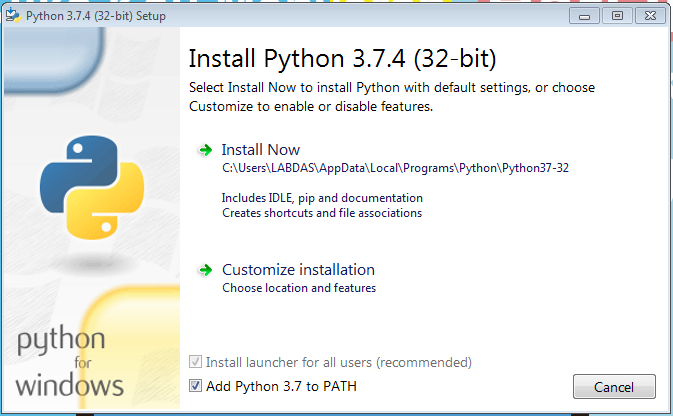 Python 3.7.4 (32-bit) Setup
Install Python 3.7.4 (32-bit)
Select Install Now to install Python with default settings, or choose
Customize to enable or disable features.
Install Now
C:\Users\LABDAS\AppData\Local\Programs\Python\Python37-32
Includes IDLE, pip and documentation
Creates shortcuts and file associations
Customize installation
Choose location and features
python
for
windows
Install launcher for all users (recommended)
Add Python 3.7 to PATH
Cancel